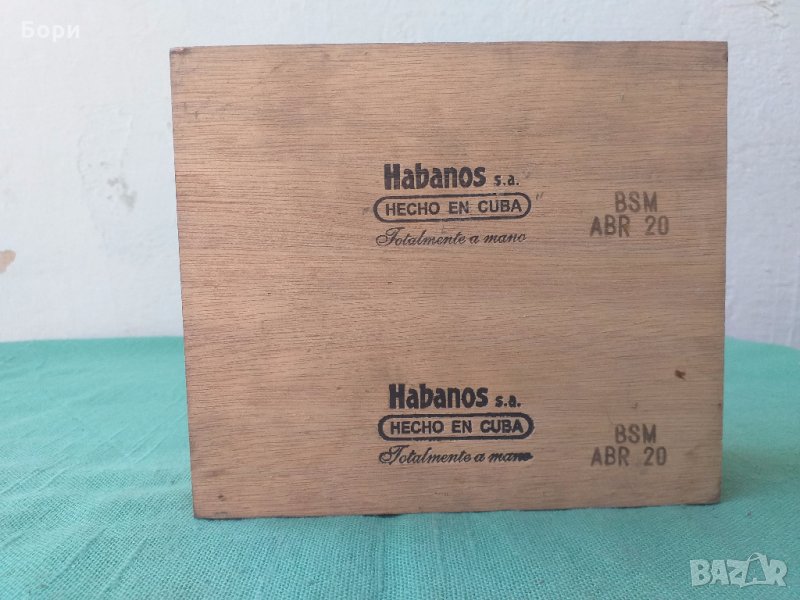 Бори
Habanos s.a.
HECHO EN CUBA
Totalmente a mano
BSM
ABR 20
Habanos s.a.
HECHO EN CUBA
Totalmente a mano
BSM
ABR 20
BAZAR